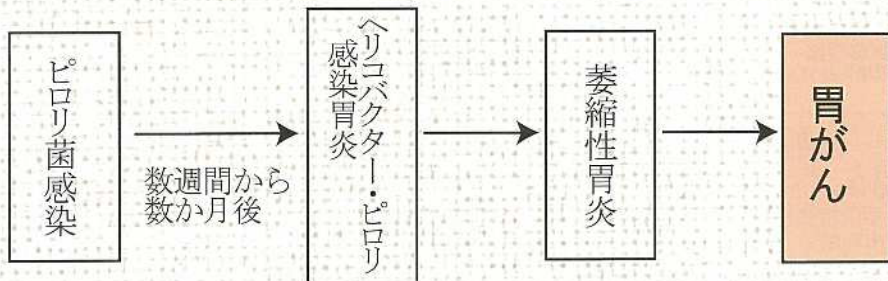 ピロリ菌感染
数週間から
数か月後
ヘリコバクター・ピロリ
感染胃炎
萎縮性胃炎
胃がん